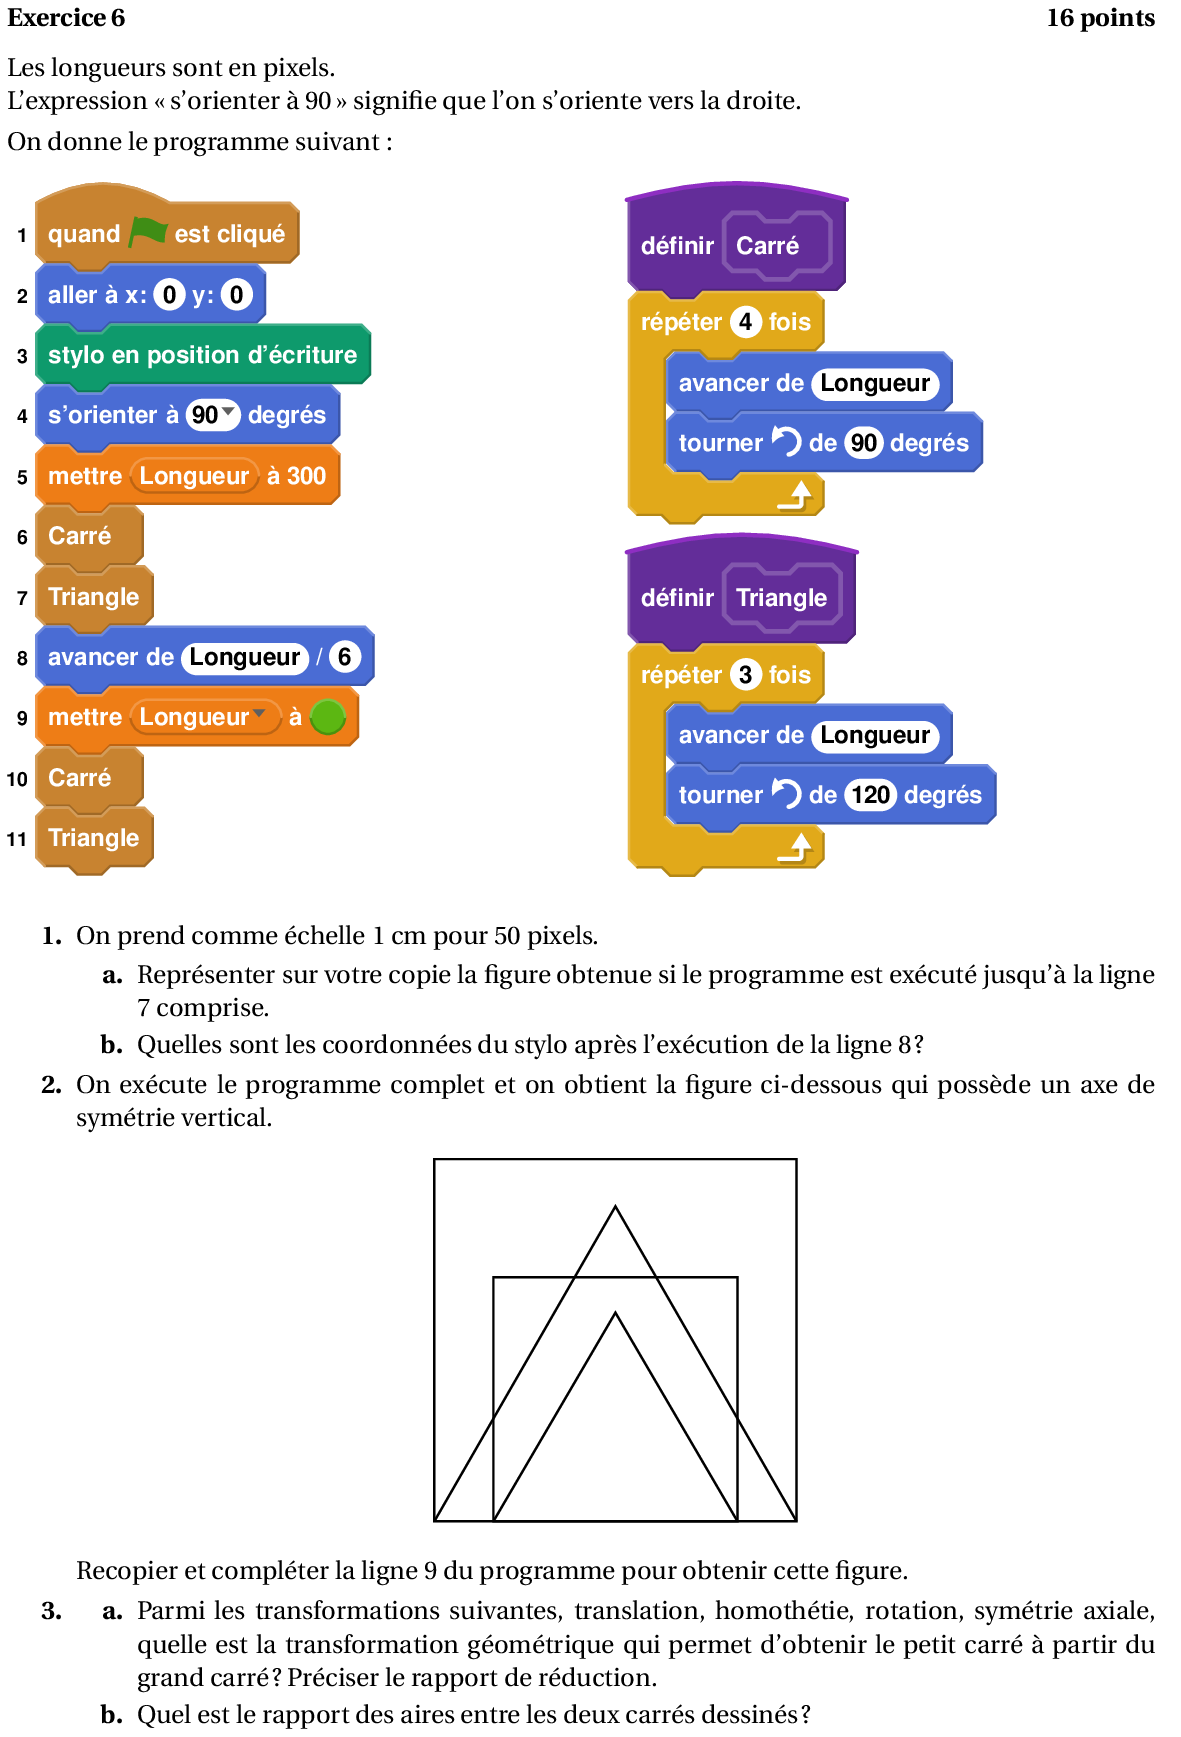 Exercice 6 16 points
Les longueurs sont en pixels.
L’expression « s’orienter à 90 » signifie que l’on s’oriente vers la droite.
On donne le programme suivant :
1 quand est cliqué
2 aller à x: 0 y: 0
3 stylo en position d’écriture
4 s’orienter à 90 degrés
5 mettre Longueur à 300
6 Carré
7 Triangle
8 avancer de Longueur / 6
9 mettre Longueur à
10 Carré
11 Triangle
définir Carré
répéter 4 fois
avancer de Longueur
tourner de 90 degrés
définir Triangle
répéter 3 fois
avancer de Longueur
tourner de 120 degrés
1. On prend comme échelle 1 cm pour 50 pixels.
a. Représenter sur votre copie la figure obtenue si le programme est exécuté jusqu’à la ligne
7 comprise.
b. Quelles sont les coordonnées du stylo après l’exécution de la ligne 8 ?
2. On exécute le programme complet et on obtient la figure ci-dessous qui possède un axe de
symétrie vertical.
Recopier et compléter la ligne 9 du programme pour obtenir cette figure.
3. a. Parmi les transformations suivantes, translation, homothétie, rotation, symétrie axiale,
quelle est la transformation géométrique qui permet d’obtenir le petit carré à partir du
grand carré ? Préciser le rapport de réduction.
b. Quel est le rapport des aires entre les deux carrés dessinés ?